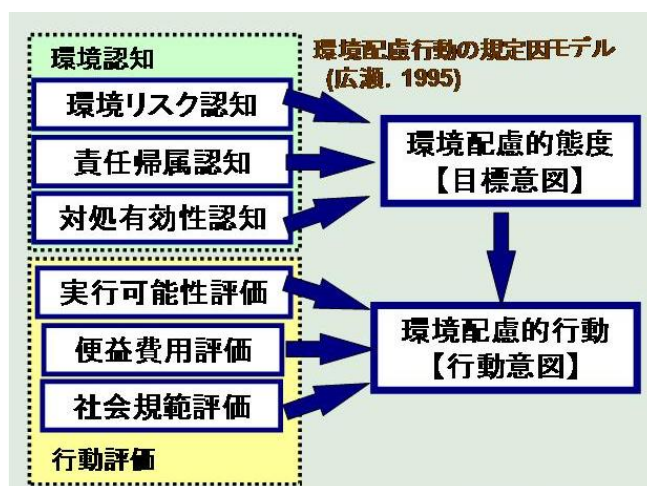 環境認知
環境配慮行動の規定因モデル
(広瀬. 1995)
環境リスク認知
責任帰属認知
対処有効性認知
環境配慮的態度
【目標意図】
実行可能性評価
便益費用評価
社会規範評価
行動評価
環境配慮的行動
【行動意図】